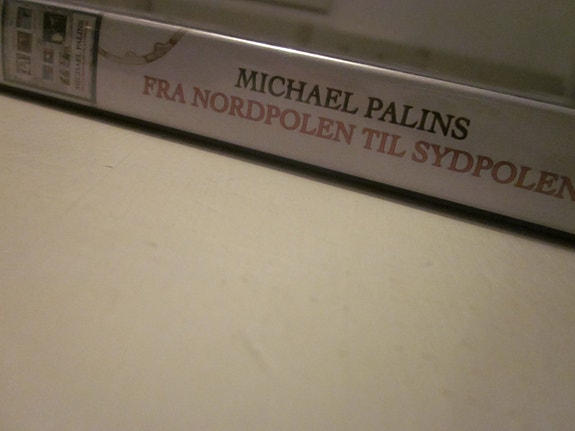 MICHAEL PALINS
FRA NORDPOLEN TIL SYDPOLEN